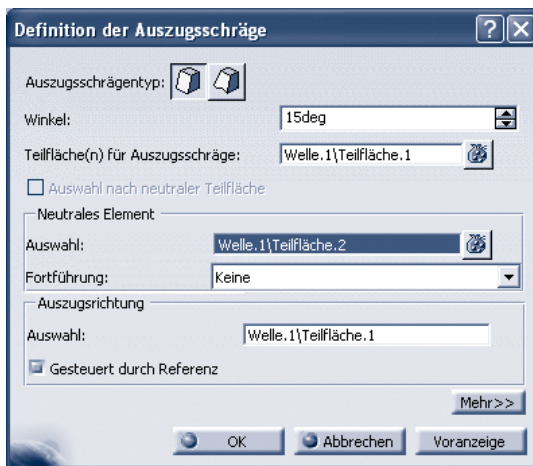 Definition der Auszugsschräge
Auszugsschrägentyp:
Winkel: 15deg
Teilfläche(n) für Auszugsschräge: Welle.1\Teilfläche.1
Auswahl nach neutraler Teilfläche
Neutrales Element
Auswahl: Welle.1\Teilfläche.2
Fortführung: Keine
Auszugsrichtung
Auswahl: Welle.1\Teilfläche.1
Gesteuert durch Referenz
Mehr>>
OK Abbrechen Voranzeige